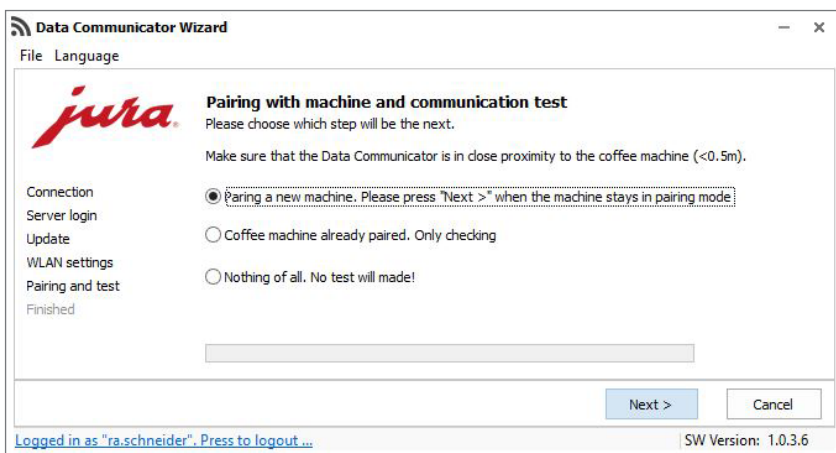 Data Communicator Wizard
File Language
jura
Pairing with machine and communication test
Please choose which step will be the next.
Make sure that the Data Communicator is in close proximity to the coffee machine (<0.5m).
Connection
Server login
Update
WLAN settings
Pairing and test
Finished
Paring a new machine. Please press "Next >" when the machine stays in pairing mode
Coffee machine already paired. Only checking
Nothing of all. No test will made!
Next >
Cancel
Logged in as "ra.schneider". Press to logout ...
SW Version: 1.0.3.6